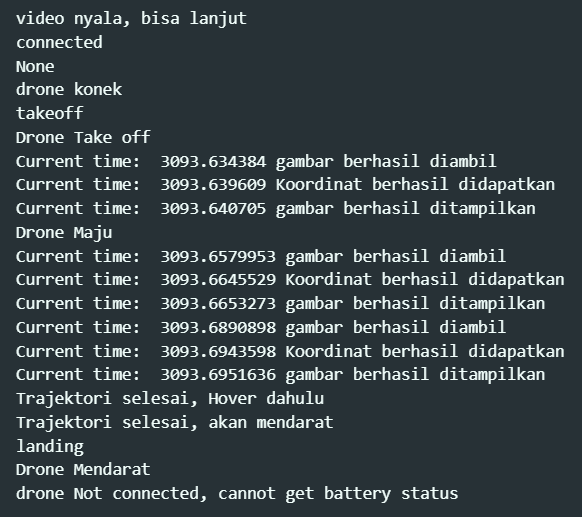 video nyala, bisa lanjut
connected
None
drone konek
takeoff
Drone Take off
Current time:  3093.634384 gambar berhasil diambil
Current time:  3093.639609 Koordinat berhasil didapatkan
Current time:  3093.640705 gambar berhasil ditampilkan
Drone Maju
Current time:  3093.6579953 gambar berhasil diambil
Current time:  3093.6645529 Koordinat berhasil didapatkan
Current time:  3093.6653273 gambar berhasil ditampilkan
Current time:  3093.6890898 gambar berhasil diambil
Current time:  3093.6943598 Koordinat berhasil didapatkan
Current time:  3093.6951636 gambar berhasil ditampilkan
Trajektori selesai, Hover dahulu
Trajektori selesai, akan mendarat
landing
Drone Mendarat
drone Not connected, cannot get battery status